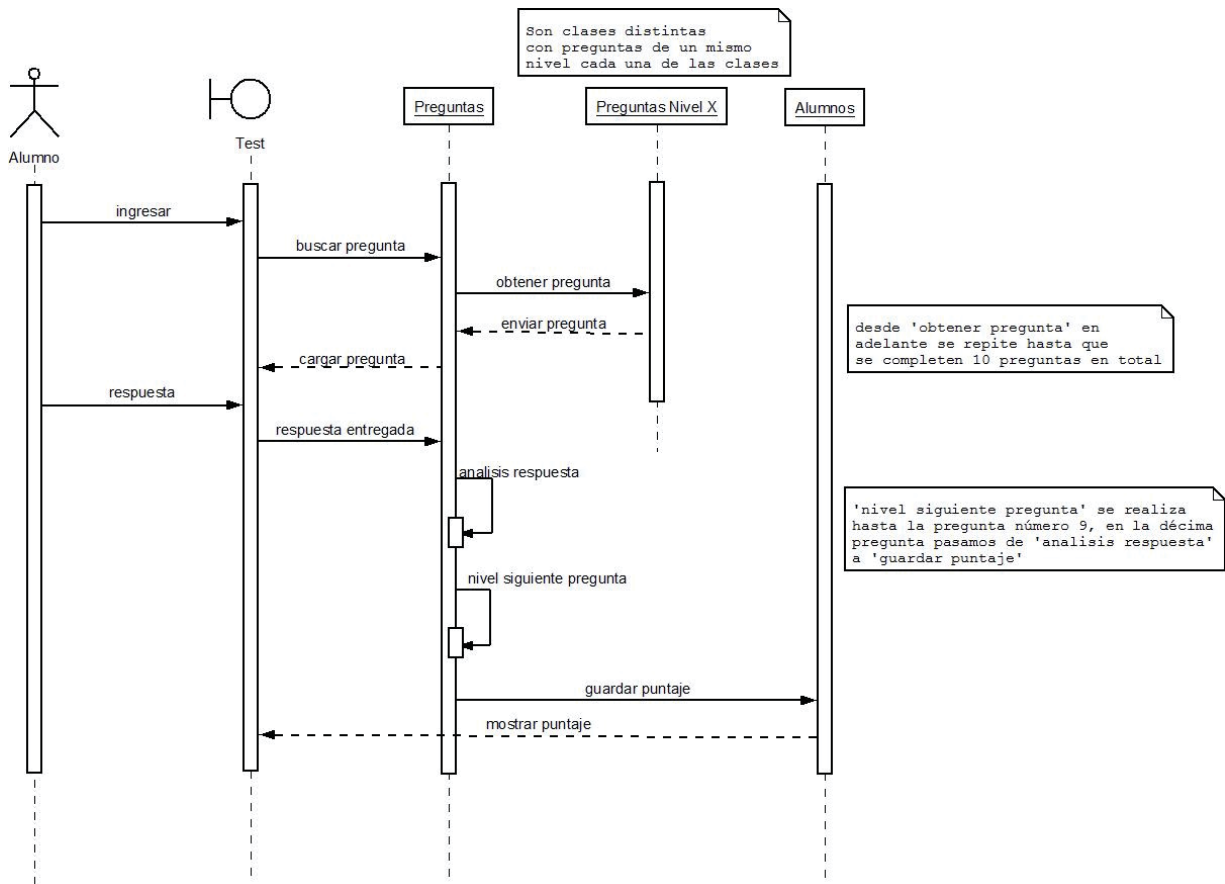 Son clases distintas
con preguntas de un mismo
nivel cada una de las clases
Alumno
Test
Preguntas
Preguntas Nivel X
Alumnos
ingresar
buscar pregunta
obtener pregunta
enviar pregunta
cargar pregunta
desde 'obtener pregunta' en
adelante se repite hasta que
se completen 10 preguntas en total
respuesta
respuesta entregada
analisis respuesta
'nivel siguiente pregunta' se realiza
hasta la pregunta número 9, en la décima
pregunta pasamos de 'analisis respuesta'
a 'guardar puntaje'
nivel siguiente pregunta
guardar puntaje
mostrar puntaje